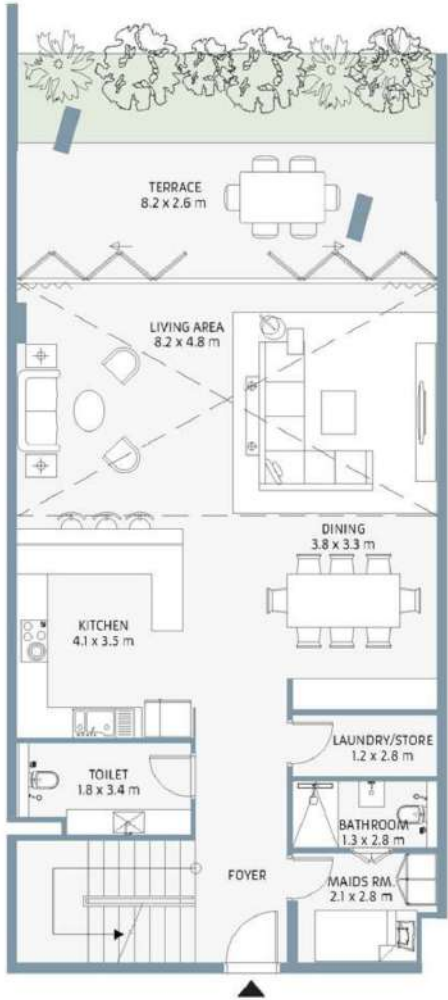 TERRACE
8.2 x 2.6 m
LIVING AREA
8.2 x 4.8 m
DINING
3.8 x 3.3 m
KITCHEN
4.1 x 3.5 m
LAUNDRY/STORE
1.2 x 2.8 m
TOILET
1.8 x 3.4 m
BATHROOM
1.3 x 2.8 m
FOYER
MAIDS RM.
2.1 x 2.8 m